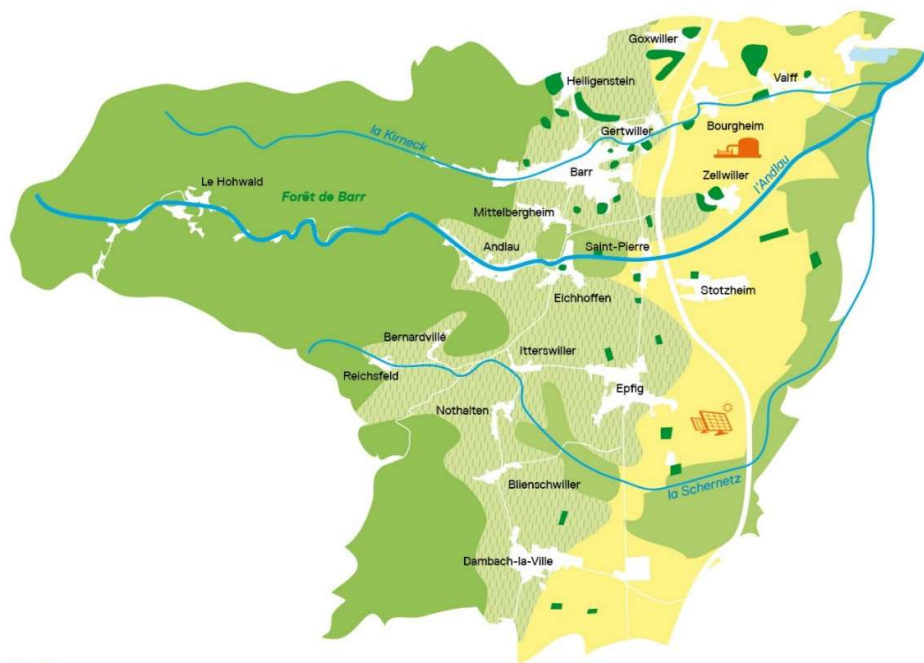 Goxwiller
Heiligenstein
Valff
la Kirneck
Gertwiller
Bourgheim
Barr
l'Andlau
Le Hohwald
Forêt de Barr
Zellwiller
Mittelbergheim
Andlau
Saint-Pierre
Eichhoffen
Stotzheim
Bernardvillé
Itterswiller
Reichsfeld
Epfig
Nothalten
Blienschwiller
la Schernetz
Dambach-la-Ville